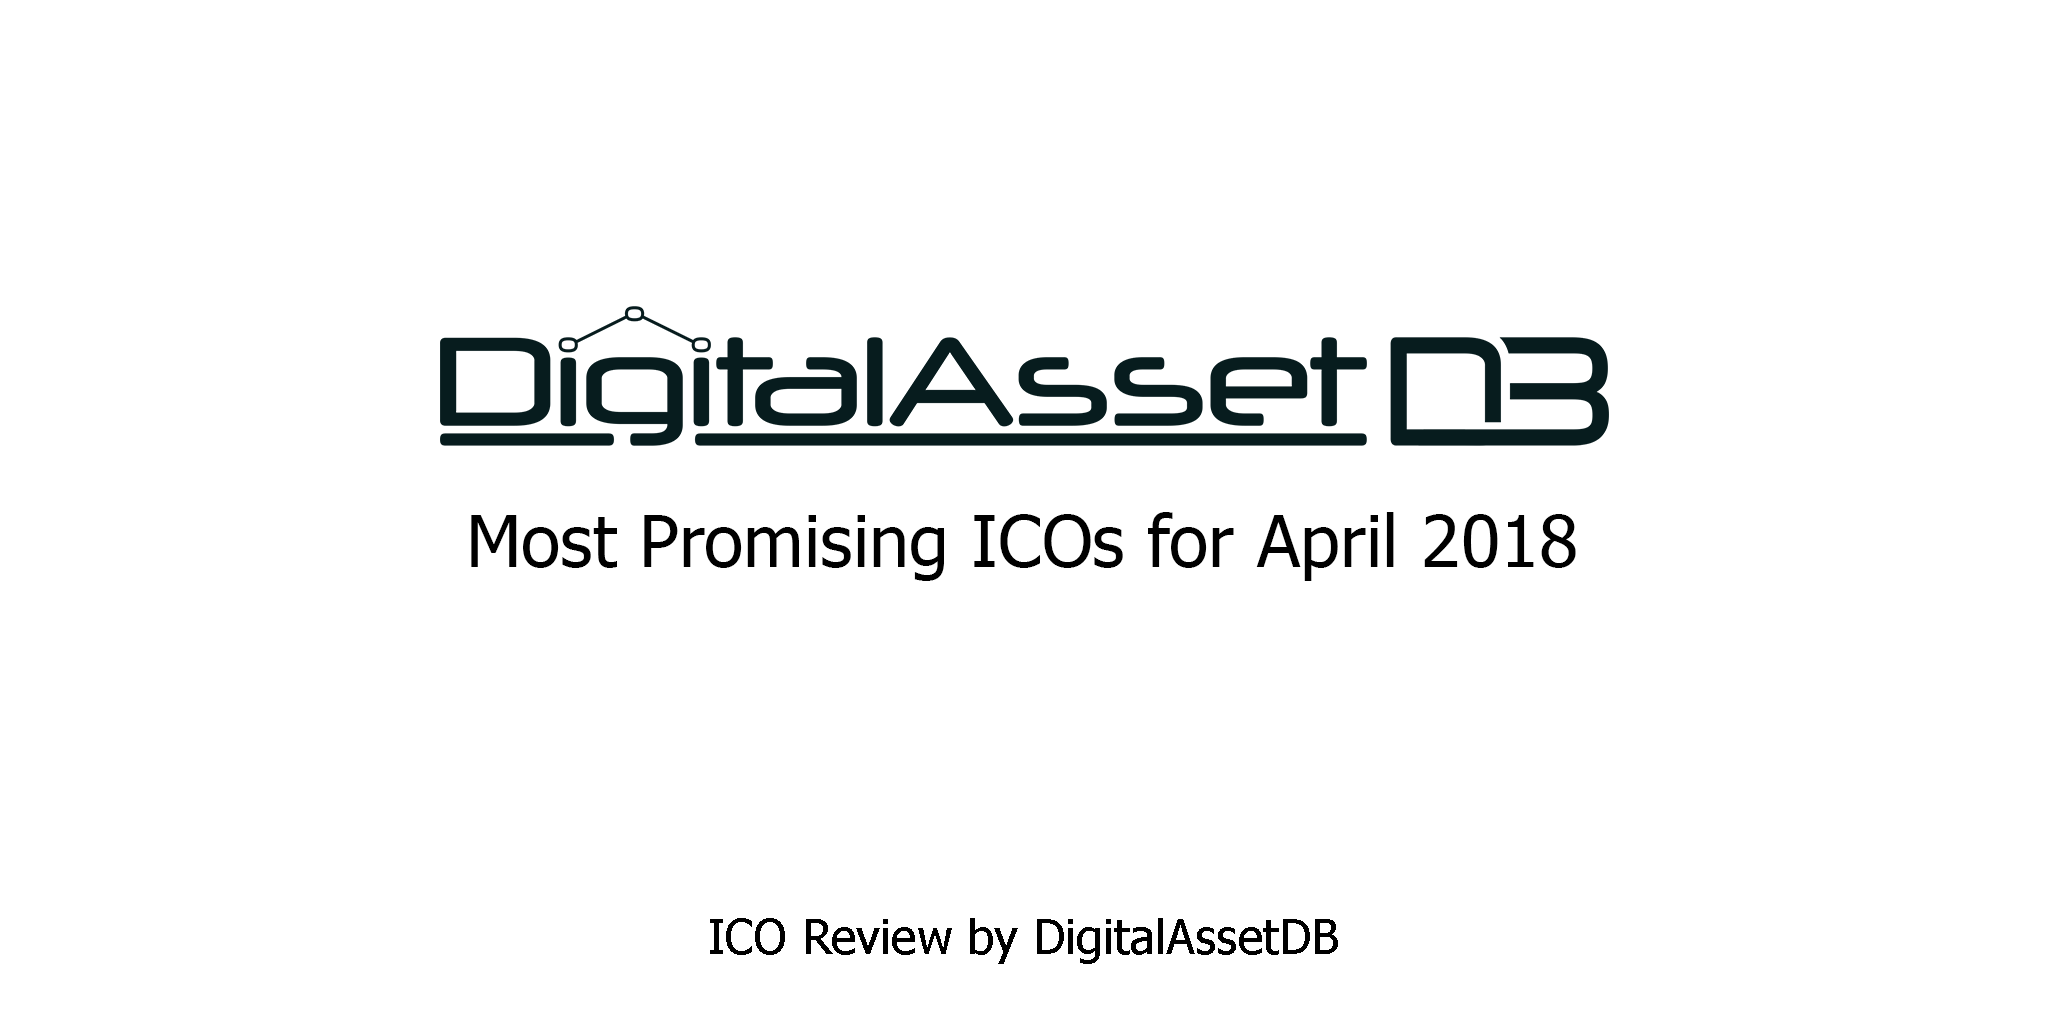 DigitalAsset DB
Most Promising ICOs for April 2018
ICO Review by DigitalAssetDB